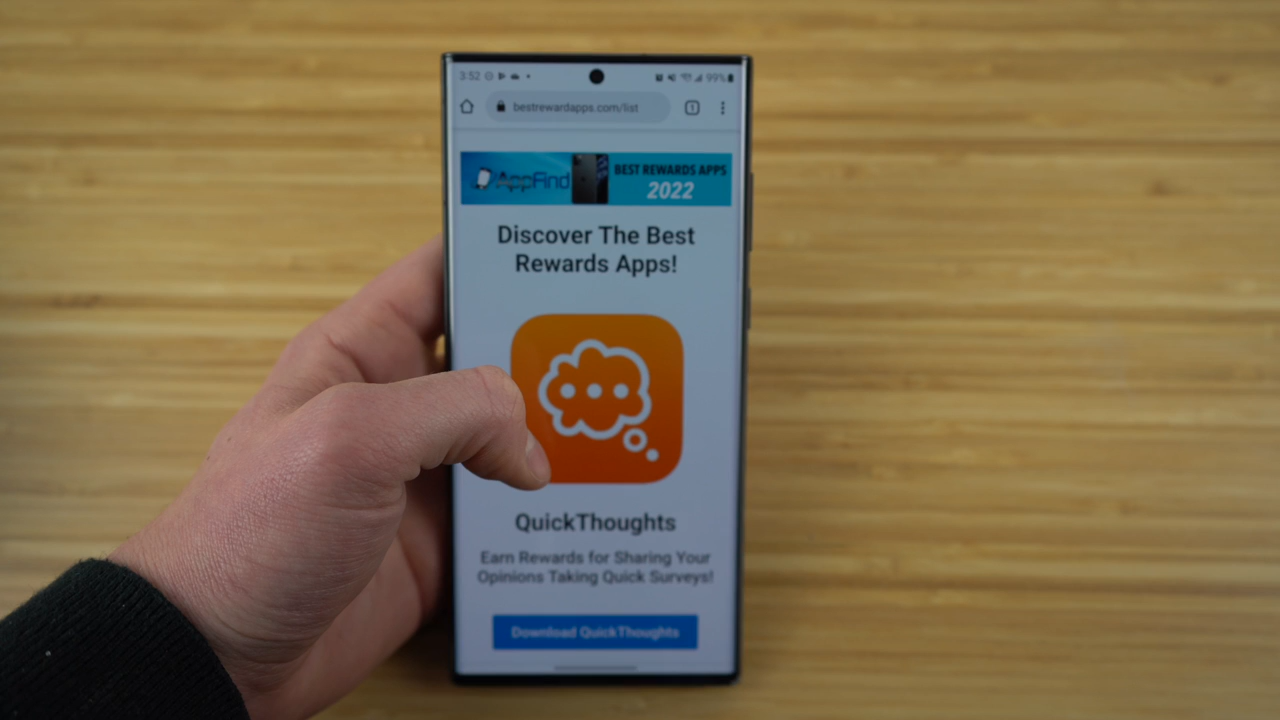 3:52 99%
bestrewardapps.com/list 1
AppFind BEST REWARDS APPS
2022
Discover The Best
Rewards Apps!
QuickThoughts
Earn Rewards for Sharing Your
Opinions Taking Quick Surveys!
Download QuickThoughts